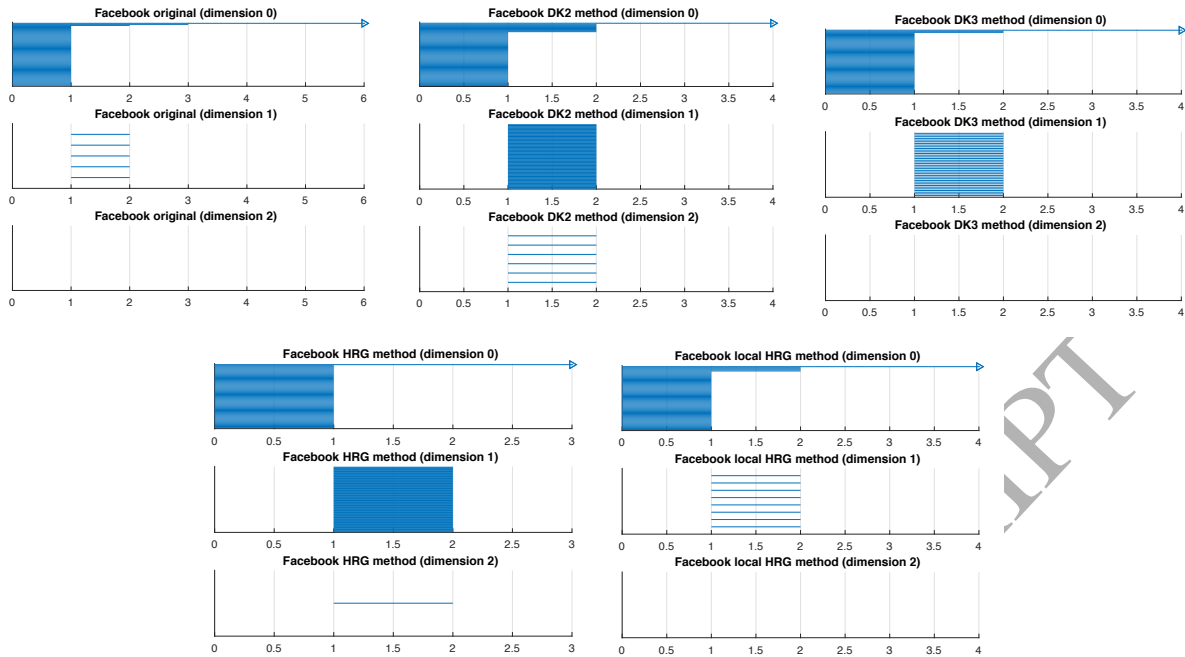 Facebook original (dimension 0)
0 1 2 3 4 5 6
Facebook original (dimension 1)
0 1 2 3 4 5 6
Facebook original (dimension 2)
0 1 2 3 4 5 6
Facebook DK2 method (dimension 0)
0 0.5 1 1.5 2 2.5 3 3.5 4
Facebook DK2 method (dimension 1)
0 0.5 1 1.5 2 2.5 3 3.5 4
Facebook DK2 method (dimension 2)
0 0.5 1 1.5 2 2.5 3 3.5 4
Facebook DK3 method (dimension 0)
0 0.5 1 1.5 2 2.5 3 3.5 4
Facebook DK3 method (dimension 1)
0 0.5 1 1.5 2 2.5 3 3.5 4
Facebook DK3 method (dimension 2)
0 0.5 1 1.5 2 2.5 3 3.5 4
Facebook HRG method (dimension 0)
0 0.5 1 1.5 2 2.5 3
Facebook HRG method (dimension 1)
0 0.5 1 1.5 2 2.5 3
Facebook HRG method (dimension 2)
0 0.5 1 1.5 2 2.5 3
Facebook local HRG method (dimension 0)
0 0.5 1 1.5 2 2.5 3 3.5 4
Facebook local HRG method (dimension 1)
0 0.5 1 1.5 2 2.5 3 3.5 4
Facebook local HRG method (dimension 2)
0 0.5 1 1.5 2 2.5 3 3.5 4